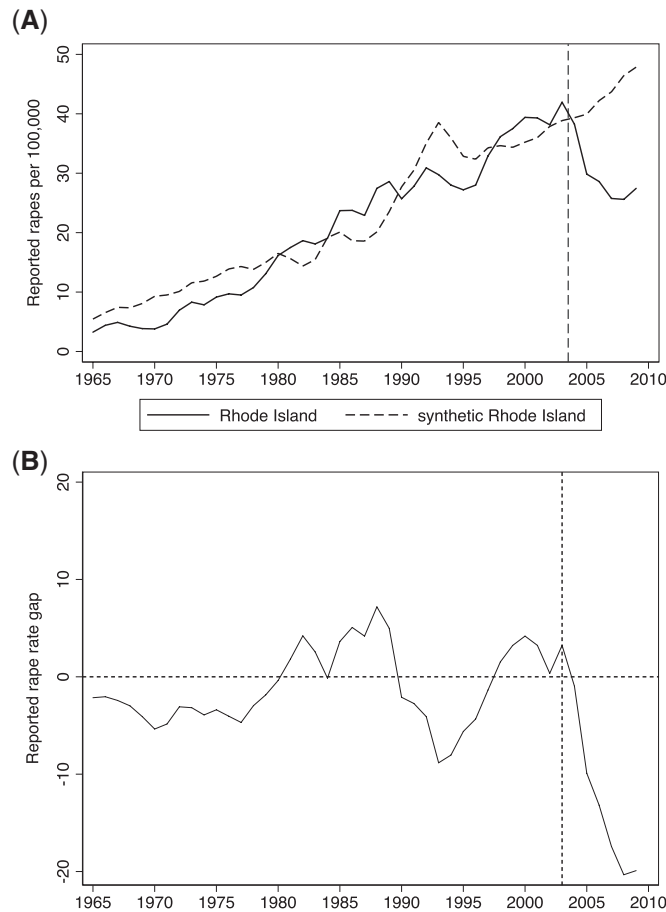 (A)
Reported rapes per 100,000
50
40
30
20
10
0
1965 1970 1975 1980 1985 1990 1995 2000 2005 2010
Rhode Island synthetic Rhode Island
(B)
Reported rape rate gap
20
10
0
-10
-20
1965 1970 1975 1980 1985 1990 1995 2000 2005 2010